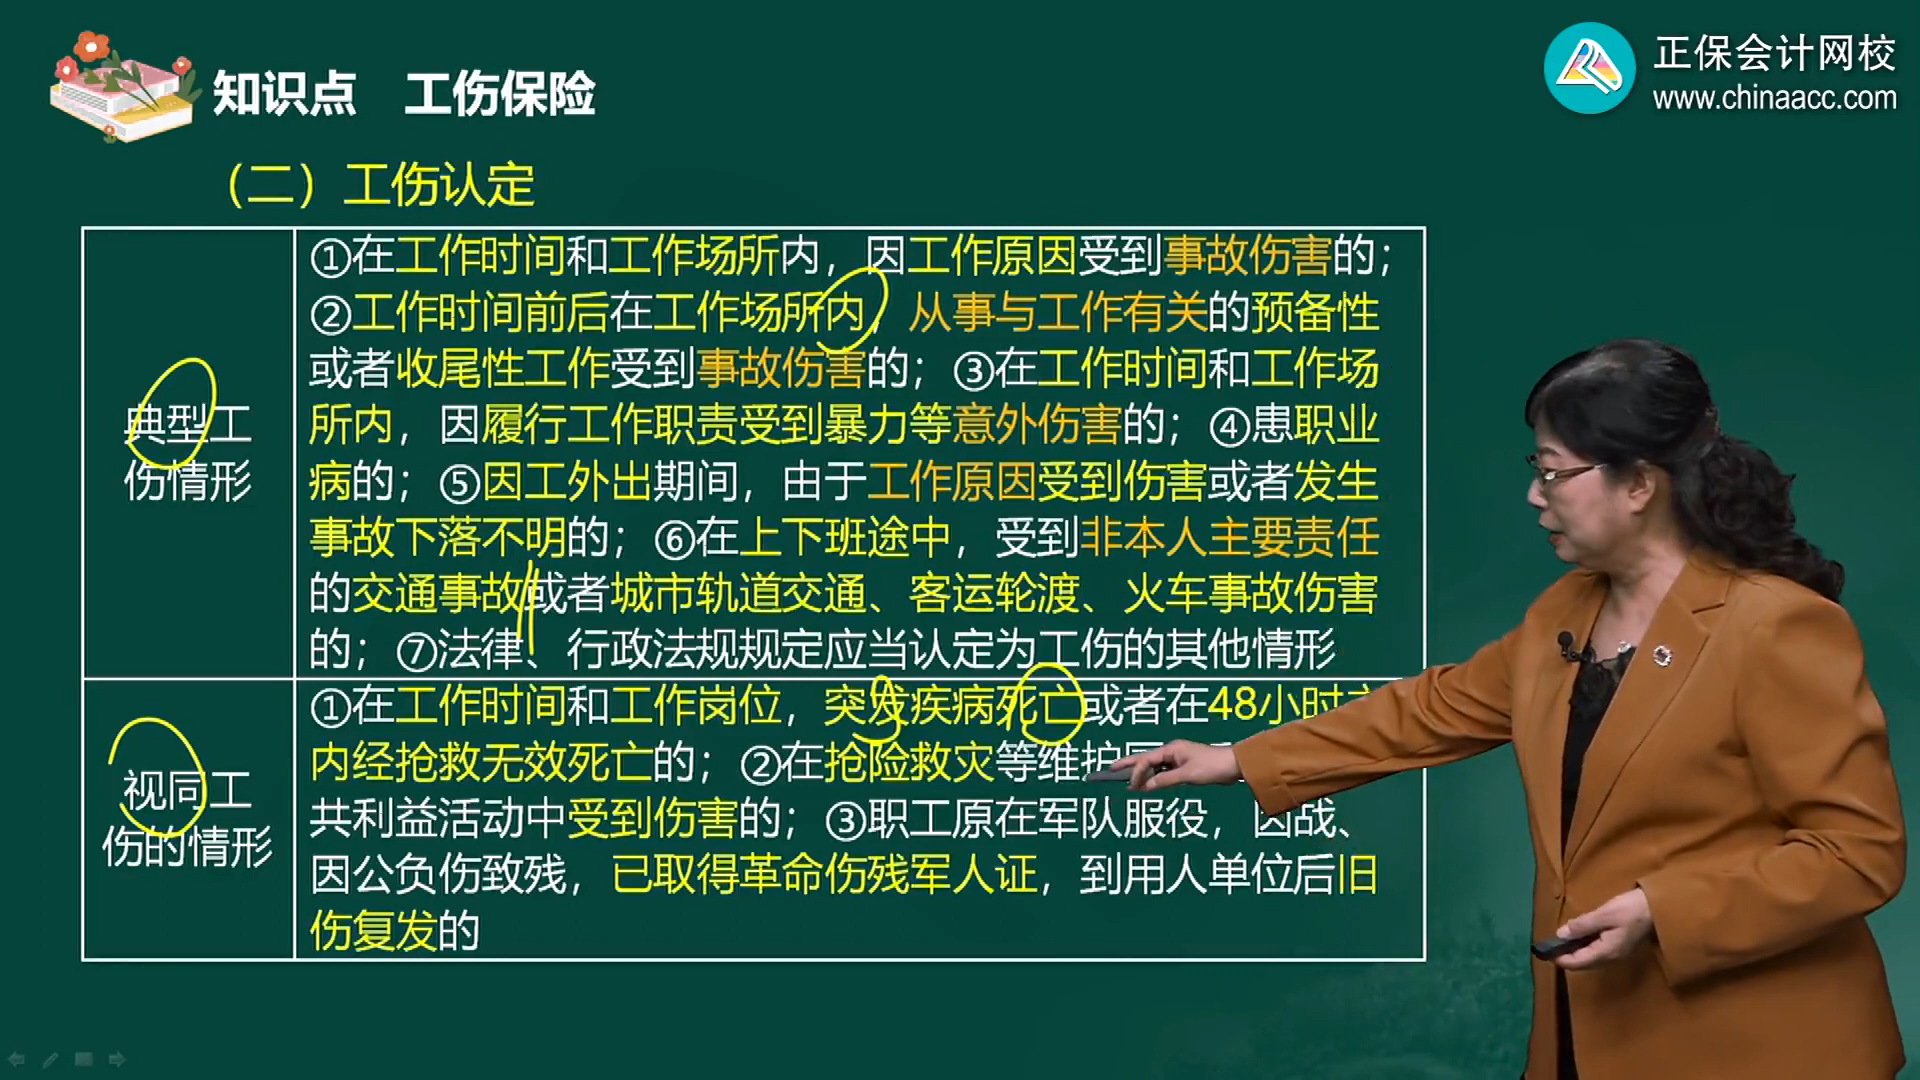 正保会计网校
www.chinaacc.com
知识点 工伤保险
（二）工伤认定
典型工
伤情形
①在工作时间和工作场所内，因工作原因受到事故伤害的；
②工作时间前后在工作场所内，从事与工作有关的预备性
或者收尾性工作受到事故伤害的；③在工作时间和工作场
所内，因履行工作职责受到暴力等意外伤害的；④患职业
病的；⑤因工外出期间，由于工作原因受到伤害或者发生
事故下落不明的；⑥在上下班途中，受到非本人主要责任
的交通事故或者城市轨道交通、客运轮渡、火车事故伤害
的；⑦法律、行政法规规定应当认定为工伤的其他情形
视同工
伤的情形
①在工作时间和工作岗位，突发疾病死亡或者在48小时之
内经抢救无效死亡的；②在抢险救灾等维护
共利益活动中受到伤害的；③职工原在军队服役，因战、
因公负伤致残，已取得革命伤残军人证，到用人单位后旧
伤复发的